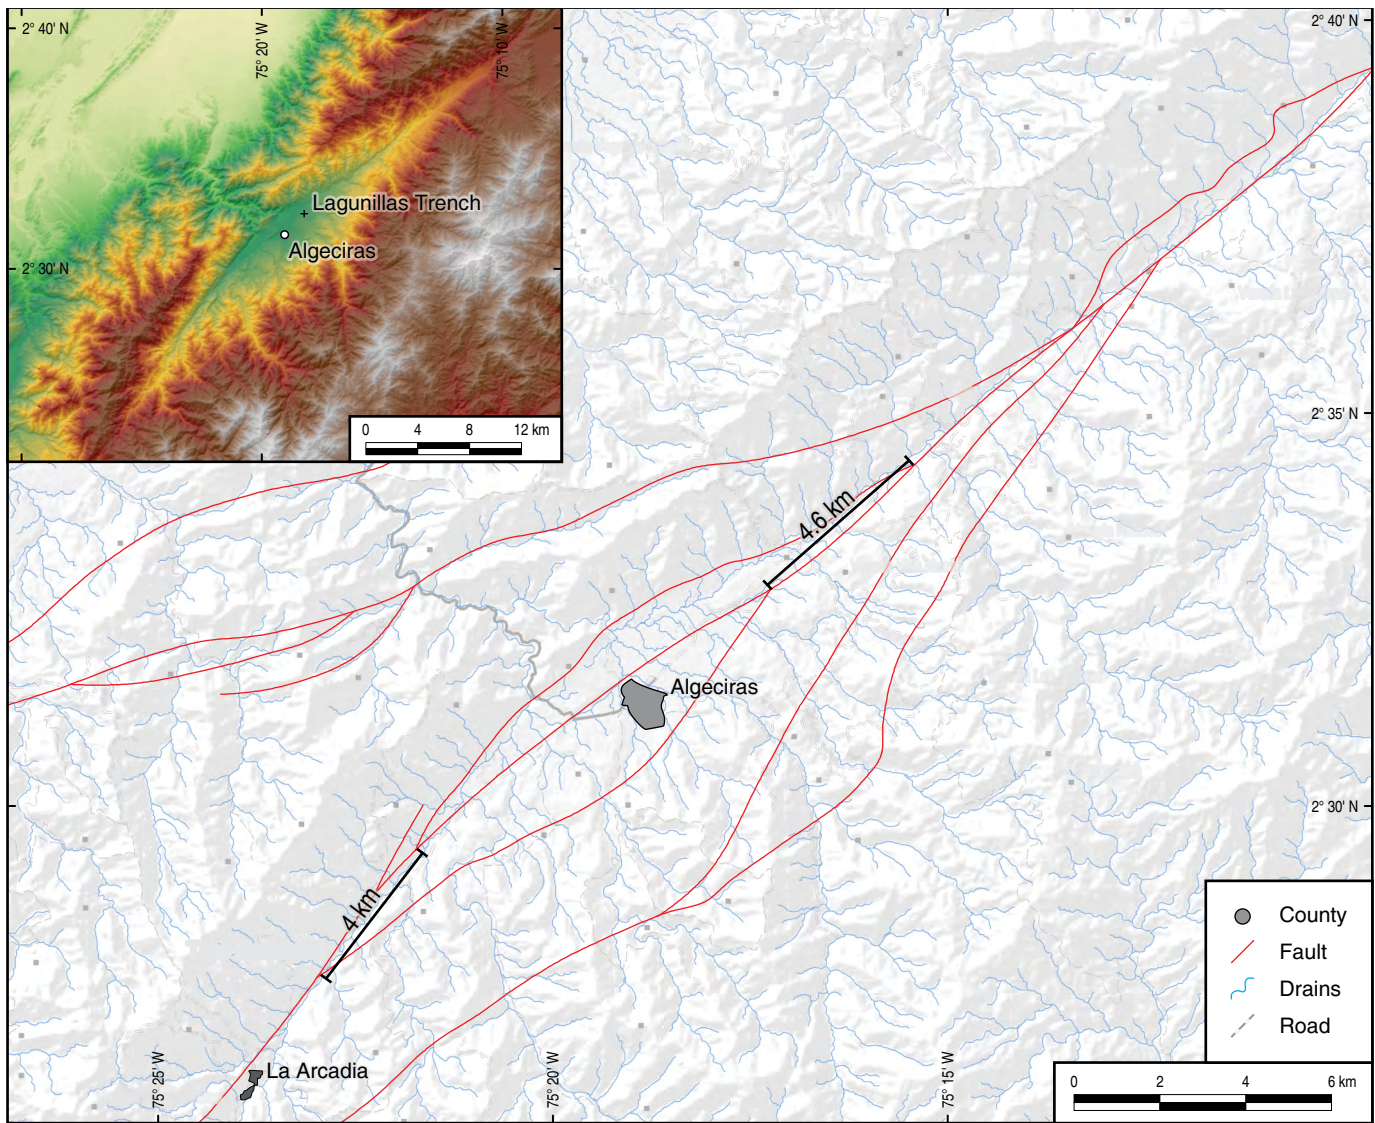 2° 40' N
75° 20' W
75° 10' W
2° 40' N
Lagunillas Trench
Algeciras
2° 30' N
0 4 8 12 km
2° 35' N
4.6 km
Algeciras
2° 30' N
4 km
County
Fault
Drains
Road
La Arcadia
75° 25' W
75° 20' W
75° 15' W
0 2 4 6 km